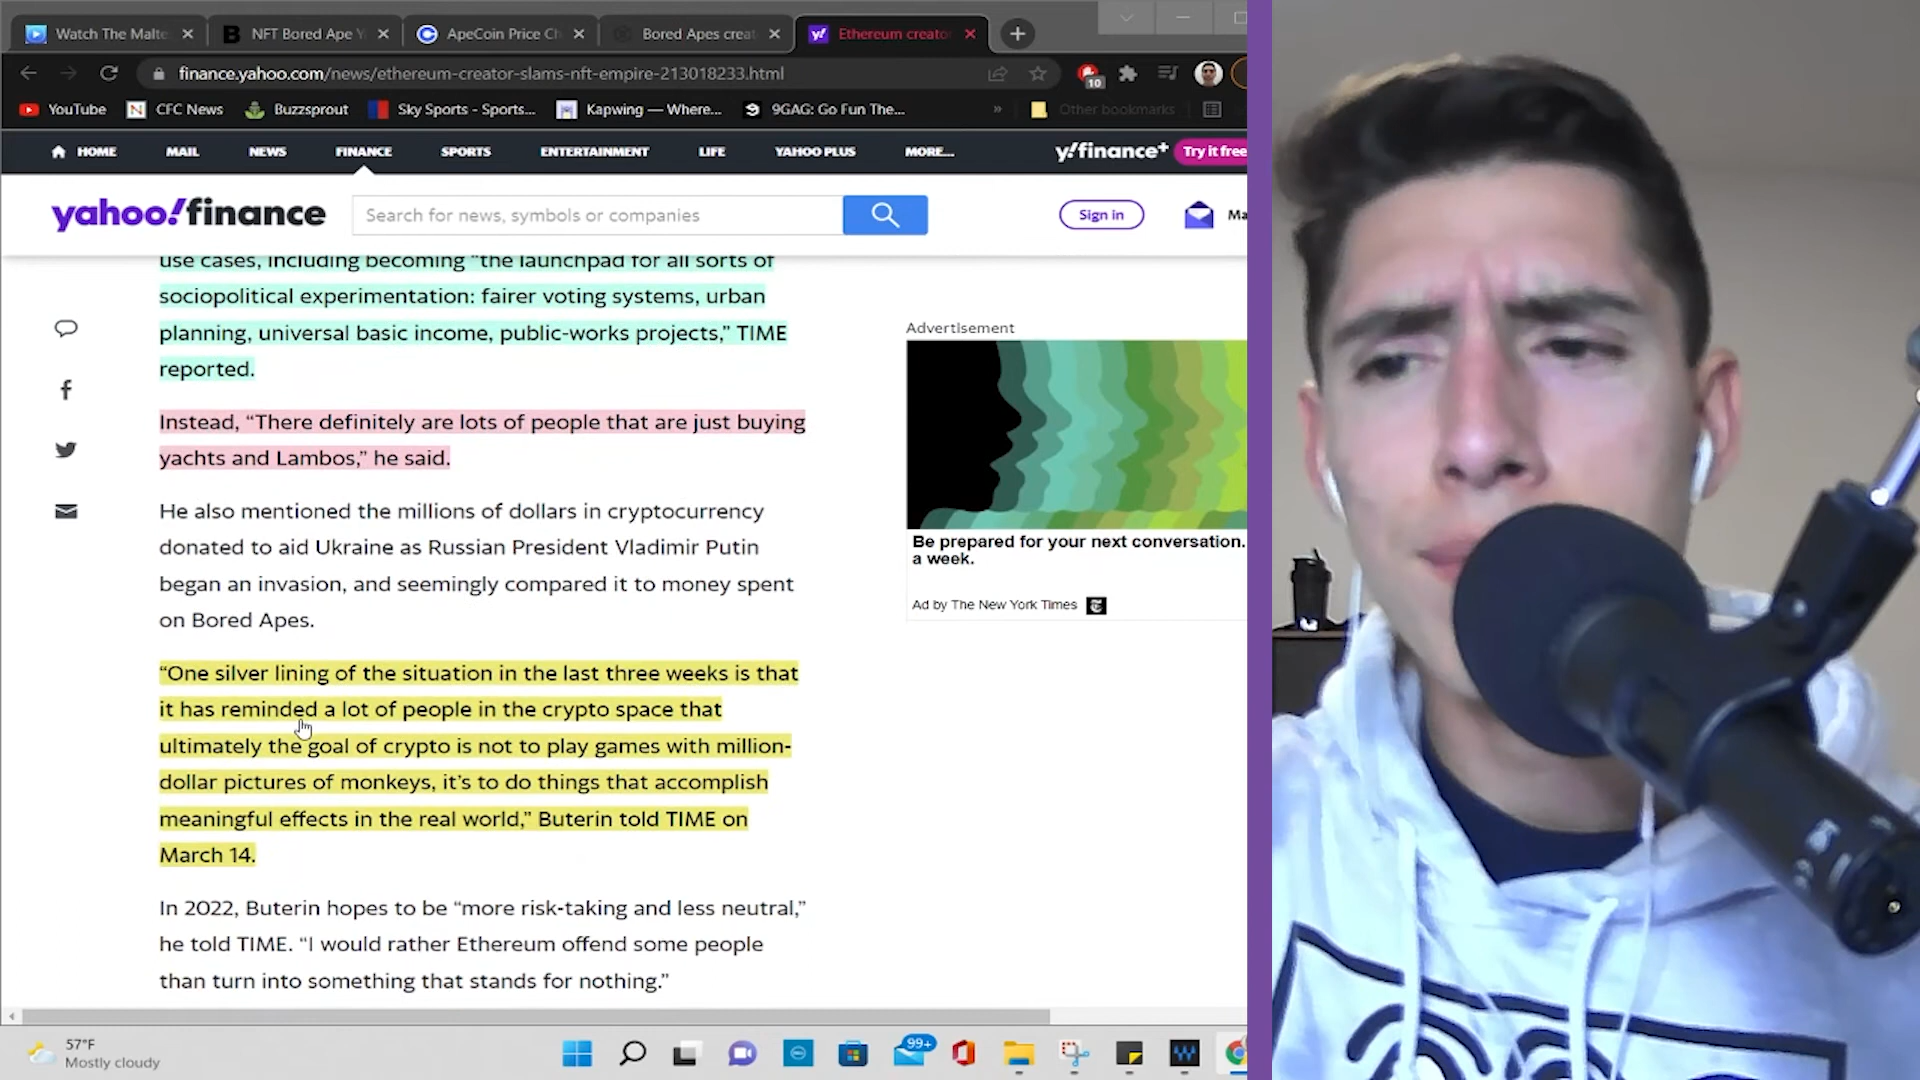 Watch The Malte
NFT Bored Ape Y
ApeCoin Price Ch
Bored Apes creat
Ethereum creato
finance.yahoo.com/news/ethereum-creator-slams-nft-empire-213018233.html
10
YouTube
CFC News
Buzzsprout
Sky Sports - Sports...
Kapwing — Where...
9GAG: Go Fun The...
»
Other bookmarks
HOME
MAIL
NEWS
FINANCE
SPORTS
ENTERTAINMENT
LIFE
YAHOO PLUS
MORE...
y!finance+
Try it free
yahoo!finance
Search for news, symbols or companies
Sign in
Ma
use cases, including becoming “the launchpad for all sorts of
sociopolitical experimentation: fairer voting systems, urban
planning, universal basic income, public-works projects,” TIME
reported.
Instead, “There definitely are lots of people that are just buying
yachts and Lambos,” he said.
He also mentioned the millions of dollars in cryptocurrency
donated to aid Ukraine as Russian President Vladimir Putin
began an invasion, and seemingly compared it to money spent
on Bored Apes.
“One silver lining of the situation in the last three weeks is that
it has reminded a lot of people in the crypto space that
ultimately the goal of crypto is not to play games with million-
dollar pictures of monkeys, it’s to do things that accomplish
meaningful effects in the real world,” Buterin told TIME on
March 14.
In 2022, Buterin hopes to be “more risk-taking and less neutral,”
he told TIME. “I would rather Ethereum offend some people
than turn into something that stands for nothing.”
Advertisement
Be prepared for your next conversation.
a week.
Ad by The New York Times
57°F
Mostly cloudy
99+